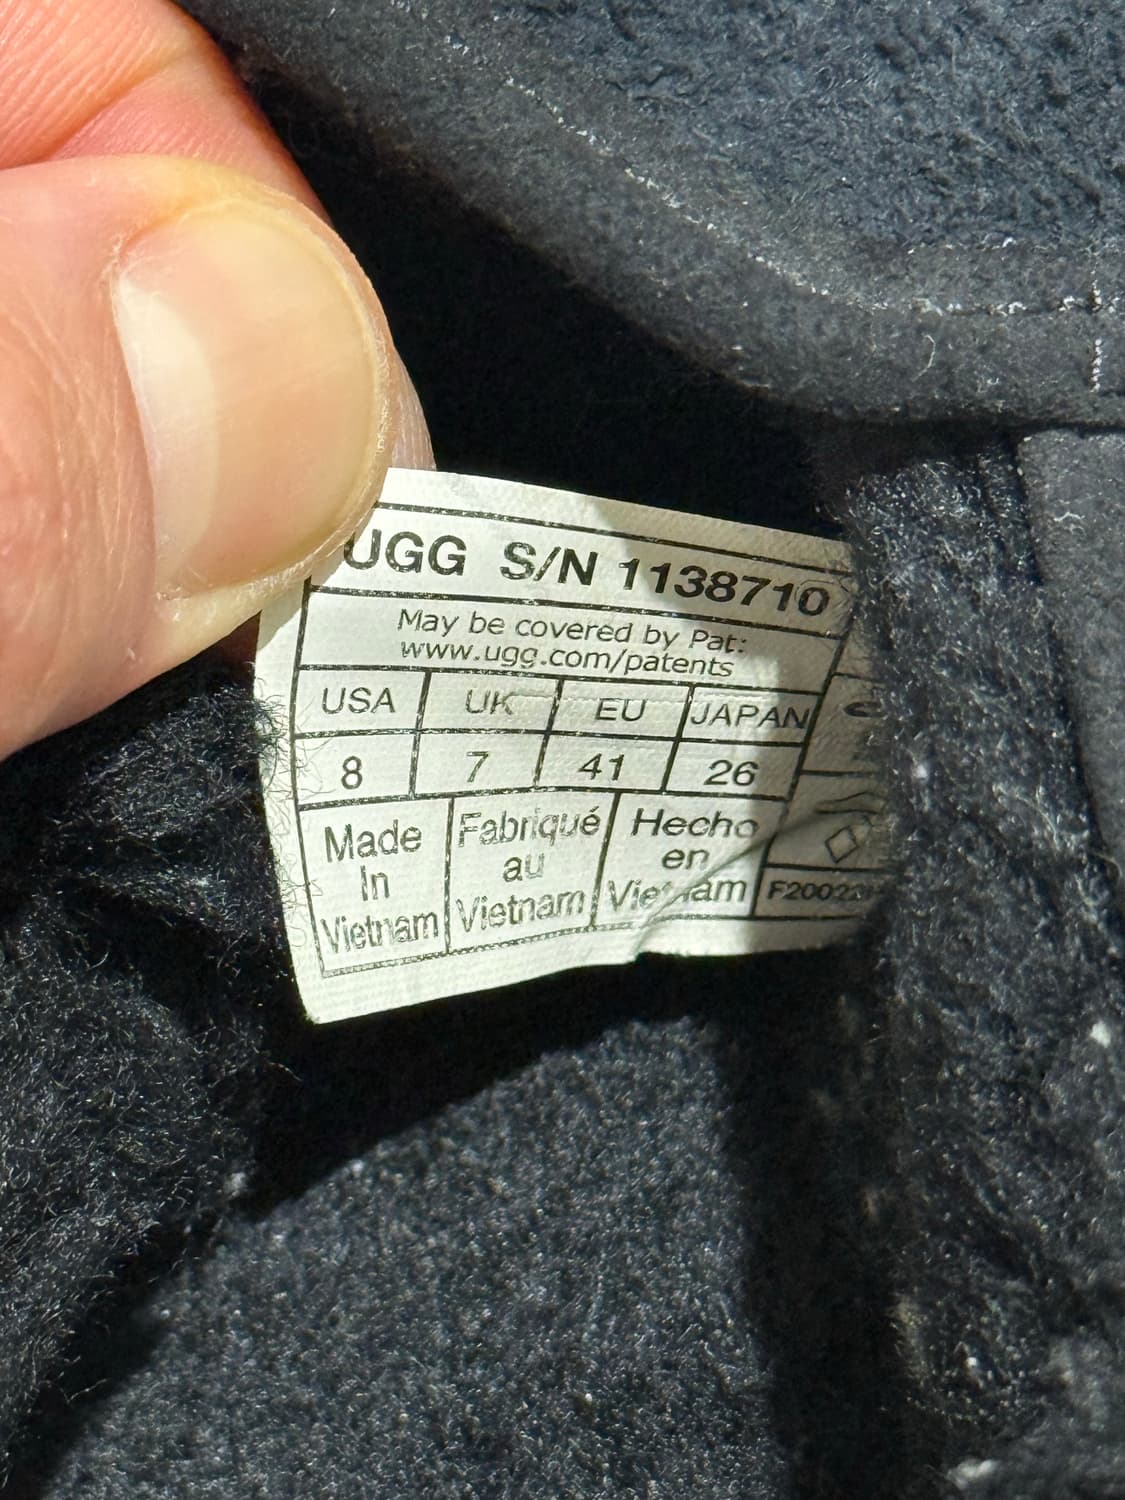 UGG S/N 1138710
May be covered by Pat:
www.ugg.com/patents
USA UK EU JAPAN
8 7 41 26
Made
In
Vietnam
Fabriqué
au
Vietnam
Hecho
en
Vietnam